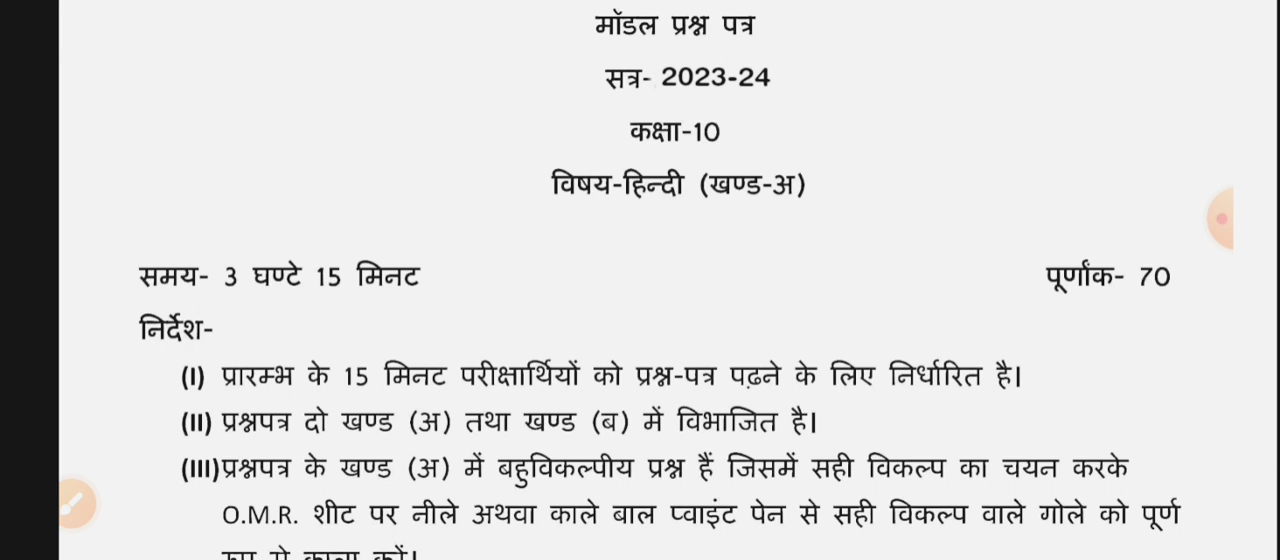 मॉडल प्रश्न पत्र
सत्र- 2023-24
कक्षा-10
विषय-हिन्दी (खण्ड-अ)
समय- 3 घण्टे 15 मिनट पूर्णांक- 70
निर्देश-
(I) प्रारम्भ के 15 मिनट परीक्षार्थियों को प्रश्न-पत्र पढ़ने के लिए निर्धारित है।
(II) प्रश्नपत्र दो खण्ड (अ) तथा खण्ड (ब) में विभाजित है।
(III)प्रश्नपत्र के खण्ड (अ) में बहुविकल्पीय प्रश्न हैं जिसमें सही विकल्प का चयन करके
O.M.R. शीट पर नीले अथवा काले बाल प्वाइंट पेन से सही विकल्प वाले गोले को पूर्ण